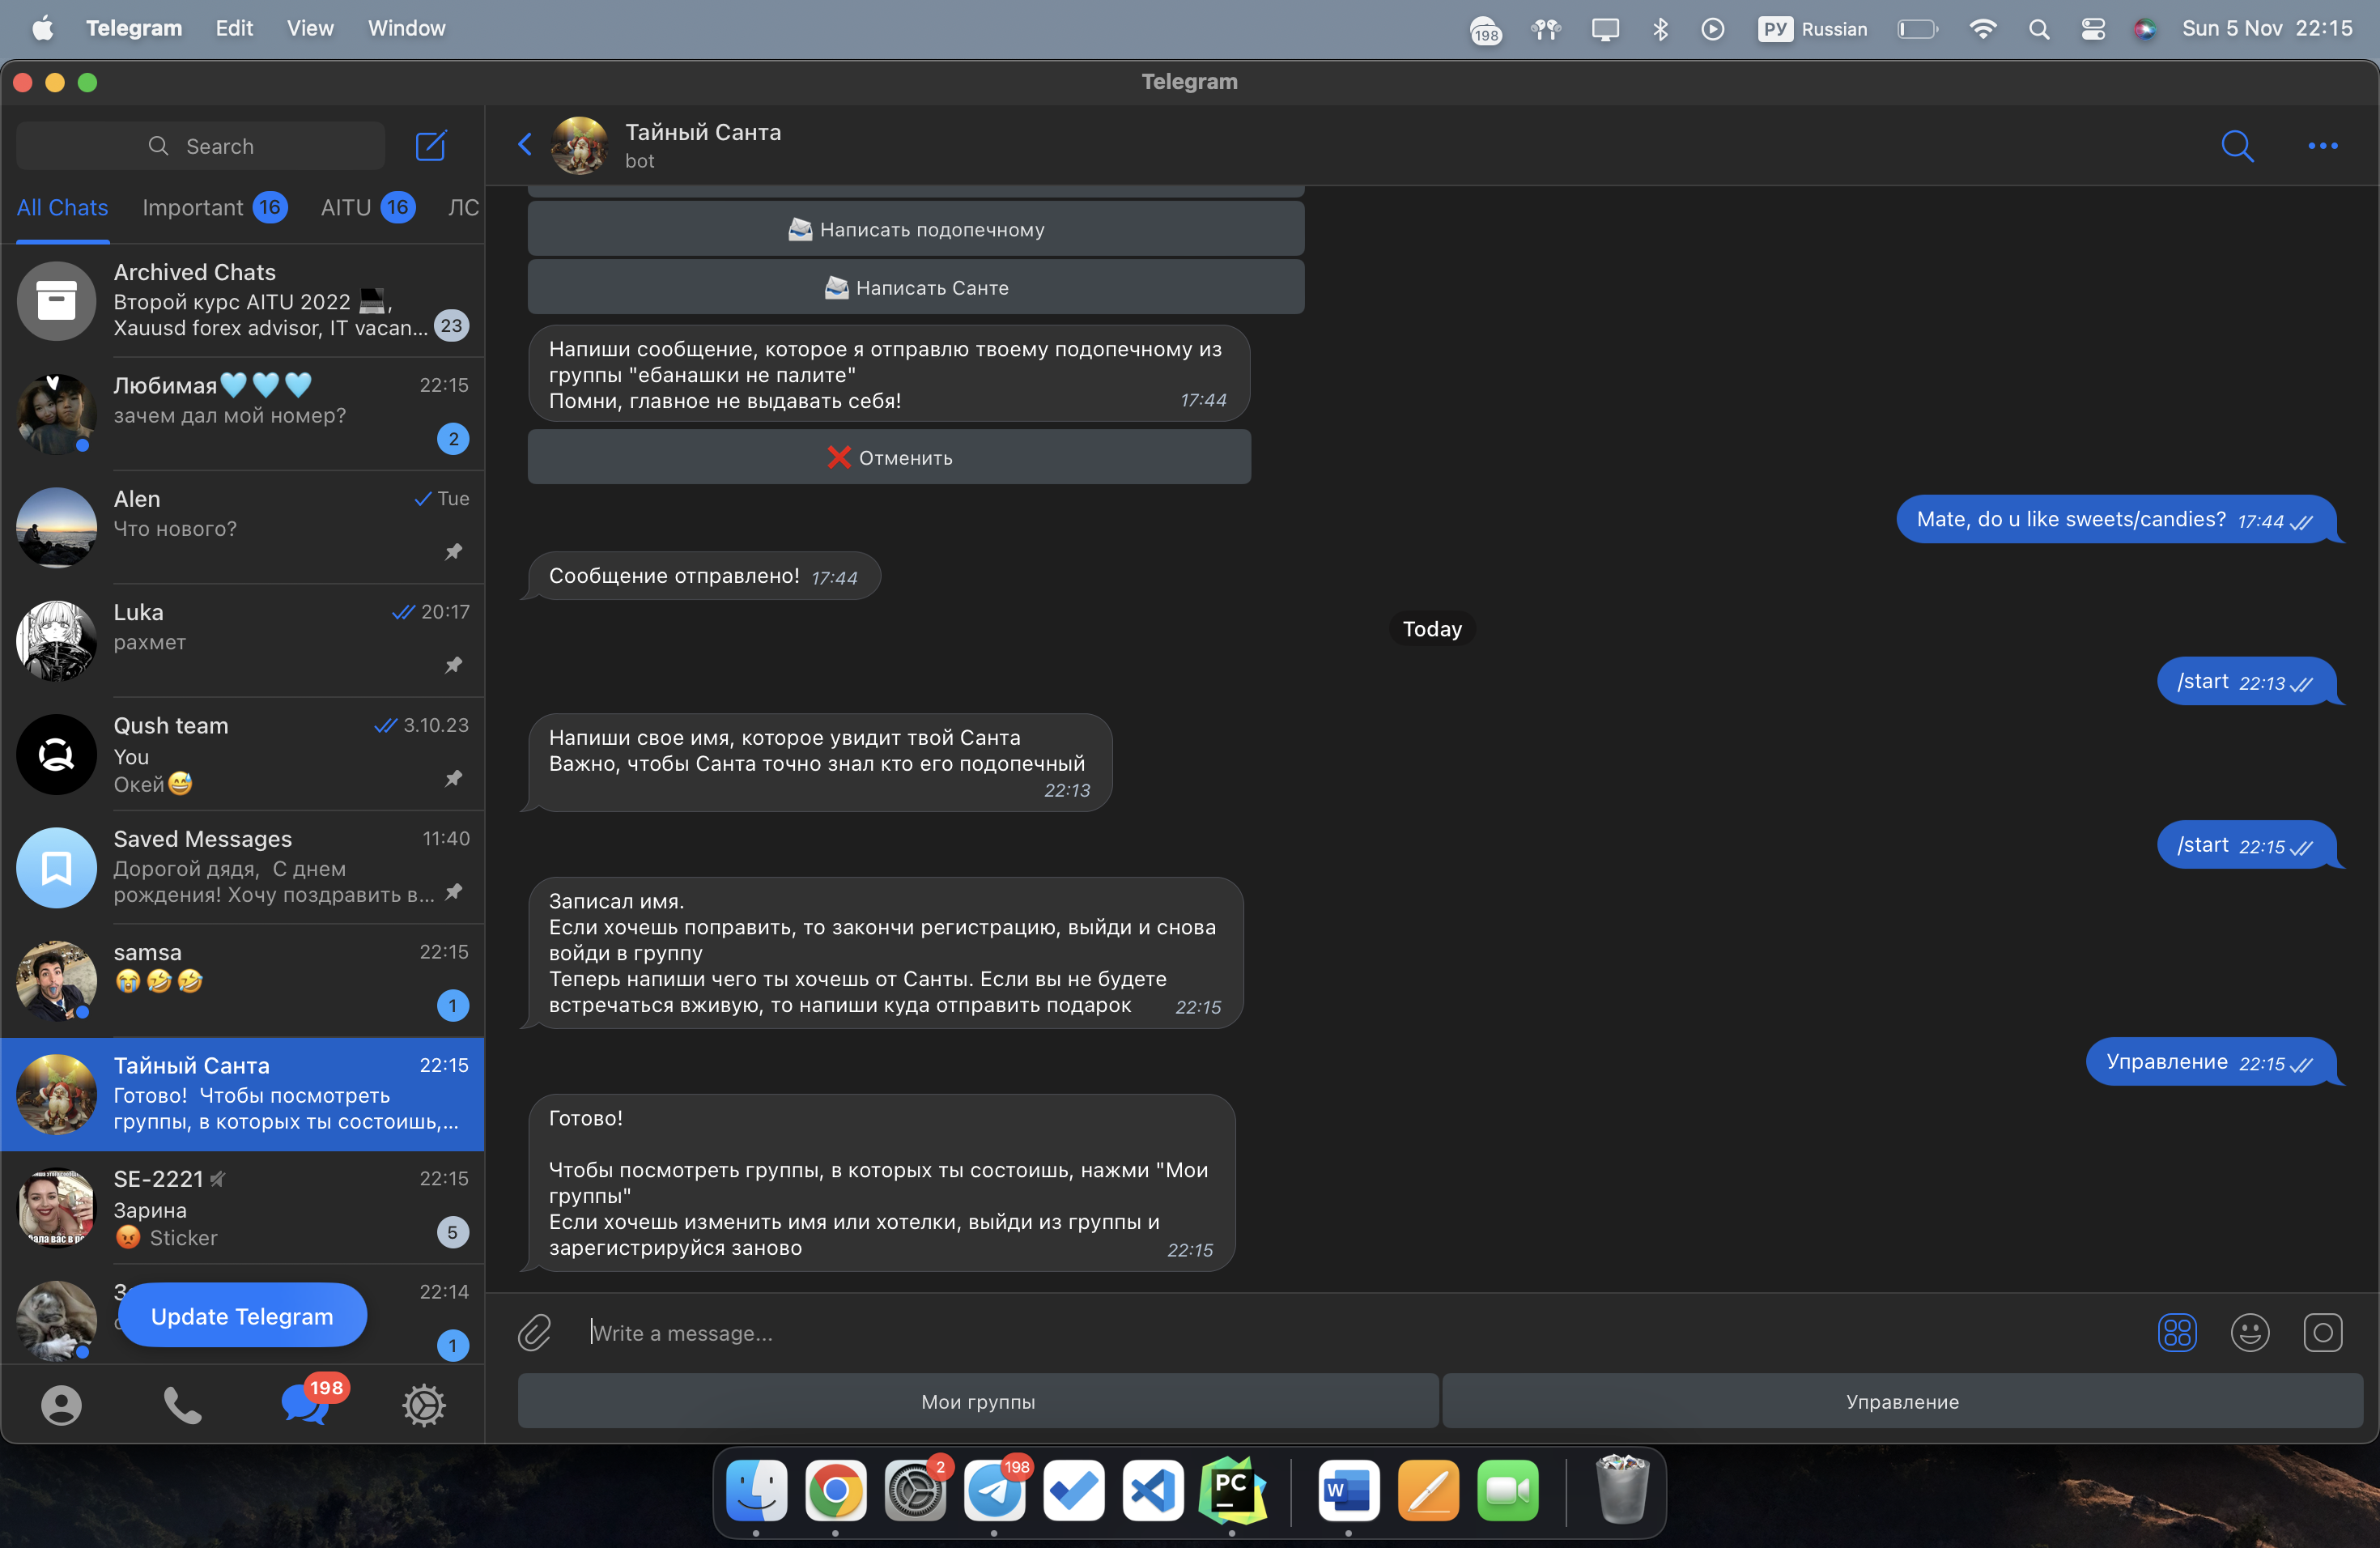 Telegram Edit View Window
198
РУ Russian
Sun 5 Nov 22:15
Telegram
Search
All Chats Important 16 AITU 16 ЛС
Archived Chats
Второй курс AITU 2022 💻,
Xauusd forex advisor, IT vacan...
23
Любимая🩵🩵🩵 22:15
зачем дал мой номер?
2
Alen Tue
Что нового?
Luka 20:17
рахмет
Qush team 3.10.23
You
Окей😅
Saved Messages 11:40
Дорогой дядя, С днем
рождения! Хочу поздравить в...
samsa 22:15
😭🤣🤣
1
Тайный Санта 22:15
Готово! Чтобы посмотреть
группы, в которых ты состоишь,...
SE-2221 22:15
Зарина
😡 Sticker
5
22:14
1
Update Telegram
198
Тайный Санта
bot
📨 Написать подопечному
📨 Написать Санте
Напиши сообщение, которое я отправлю твоему подопечному из
группы "ебанашки не палите"
Помни, главное не выдавать себя! 17:44
❌ Отменить
Mate, do u like sweets/candies? 17:44
Сообщение отправлено! 17:44
Today
/start 22:13
Напиши свое имя, которое увидит твой Санта
Важно, чтобы Санта точно знал кто его подопечный
22:13
/start 22:15
Записал имя.
Если хочешь поправить, то закончи регистрацию, выйди и снова
войди в группу
Теперь напиши чего ты хочешь от Санты. Если вы не будете
встречаться вживую, то напиши куда отправить подарок 22:15
Управление 22:15
Готово!
Чтобы посмотреть группы, в которых ты состоишь, нажми "Мои
группы"
Если хочешь изменить имя или хотелки, выйди из группы и
зарегистрируйся заново 22:15
Write a message...
Мои группы
Управление
2
198
PC
W